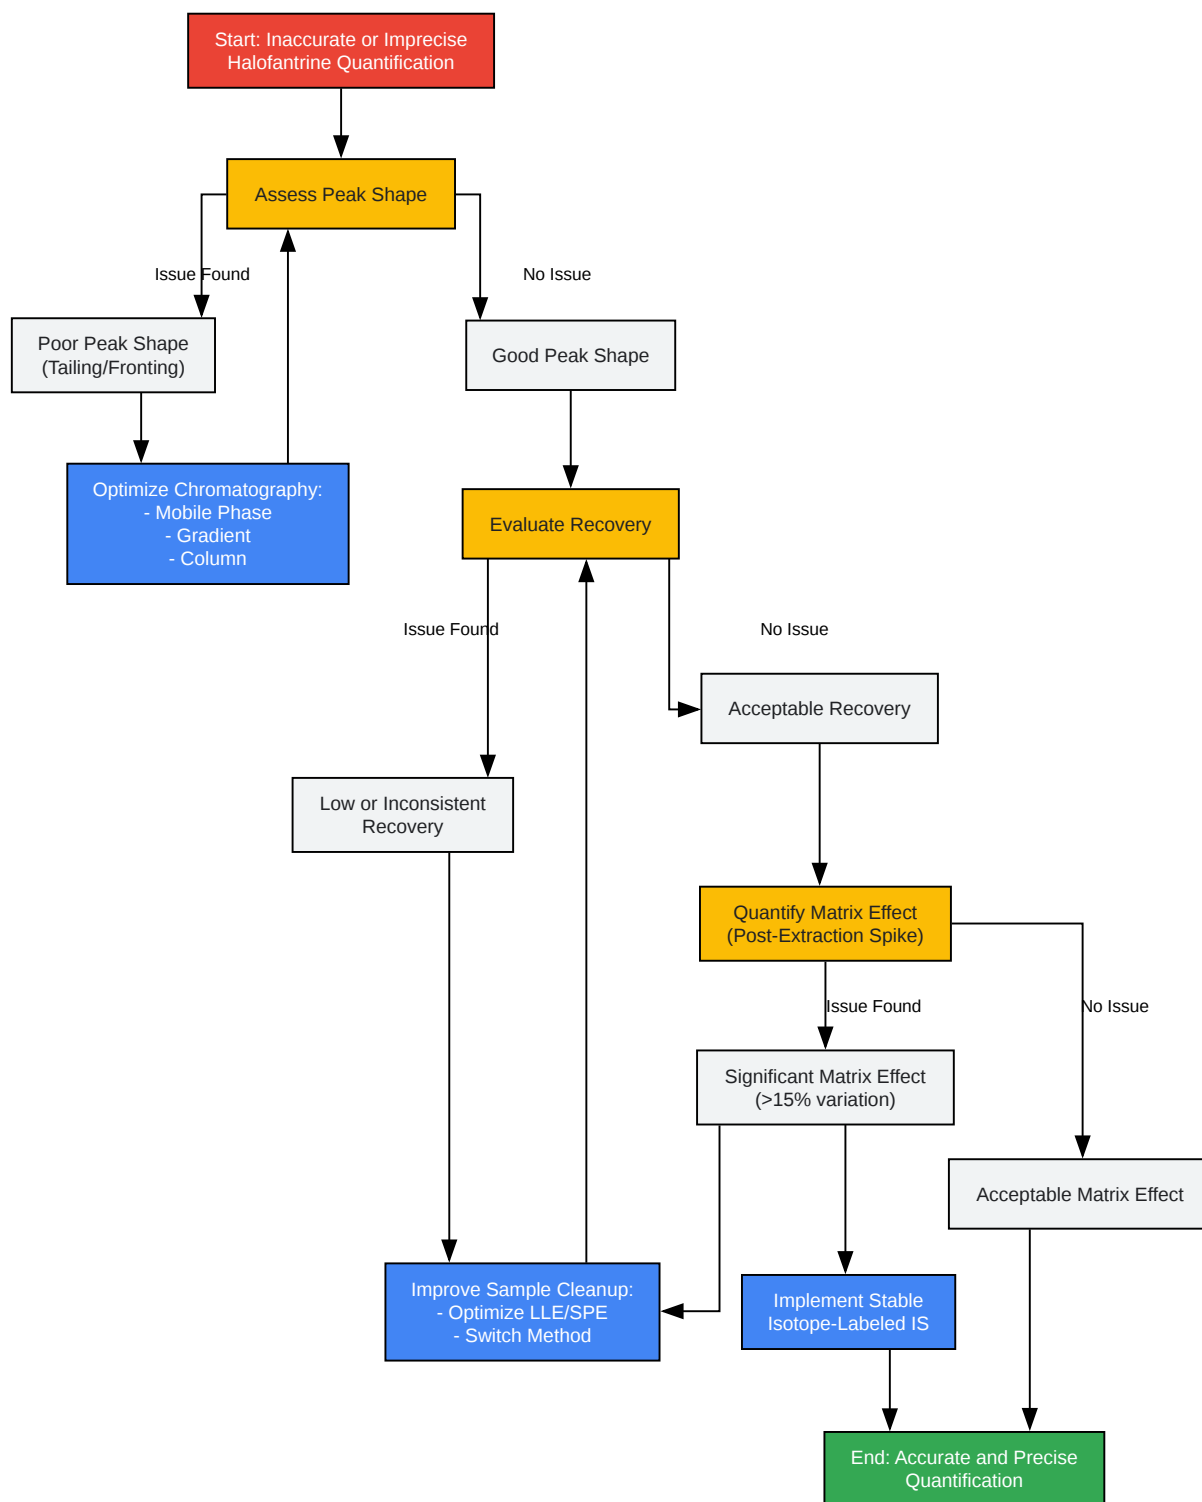 Start: Inaccurate or Imprecise
Halofantrine Quantification
Assess Peak Shape
Issue Found
No Issue
Poor Peak Shape
(Tailing/Fronting)
Good Peak Shape
Optimize Chromatography:
- Mobile Phase
- Gradient
- Column
Evaluate Recovery
Issue Found
No Issue
Acceptable Recovery
Low or Inconsistent
Recovery
Quantify Matrix Effect
(Post-Extraction Spike)
Issue Found
No Issue
Significant Matrix Effect
(>15% variation)
Acceptable Matrix Effect
Improve Sample Cleanup:
- Optimize LLE/SPE
- Switch Method
Implement Stable
Isotope-Labeled IS
End: Accurate and Precise
Quantification